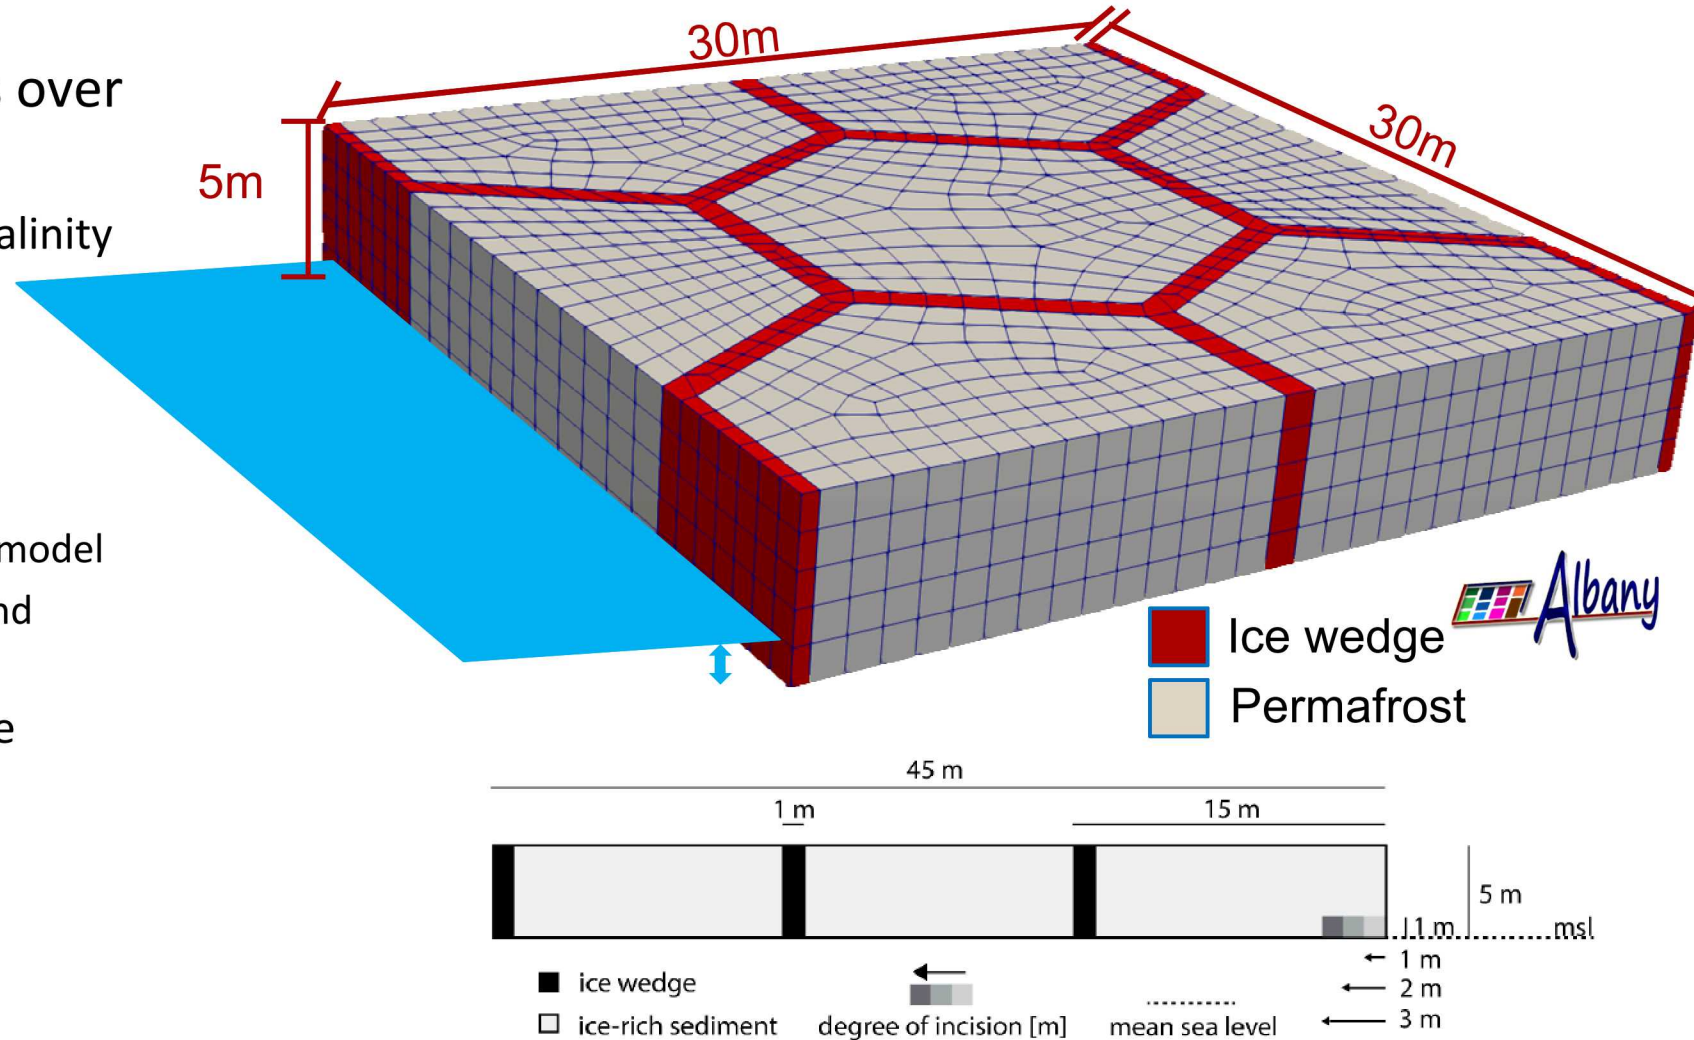 s over
alinity
model
nd
e
30m
30m
5m
Albany
Ice wedge
Permafrost
45 m
1 m
15 m
5 m
1 m
msl
1 m
2 m
3 m
ice wedge
ice-rich sediment
degree of incision [m]
mean sea level